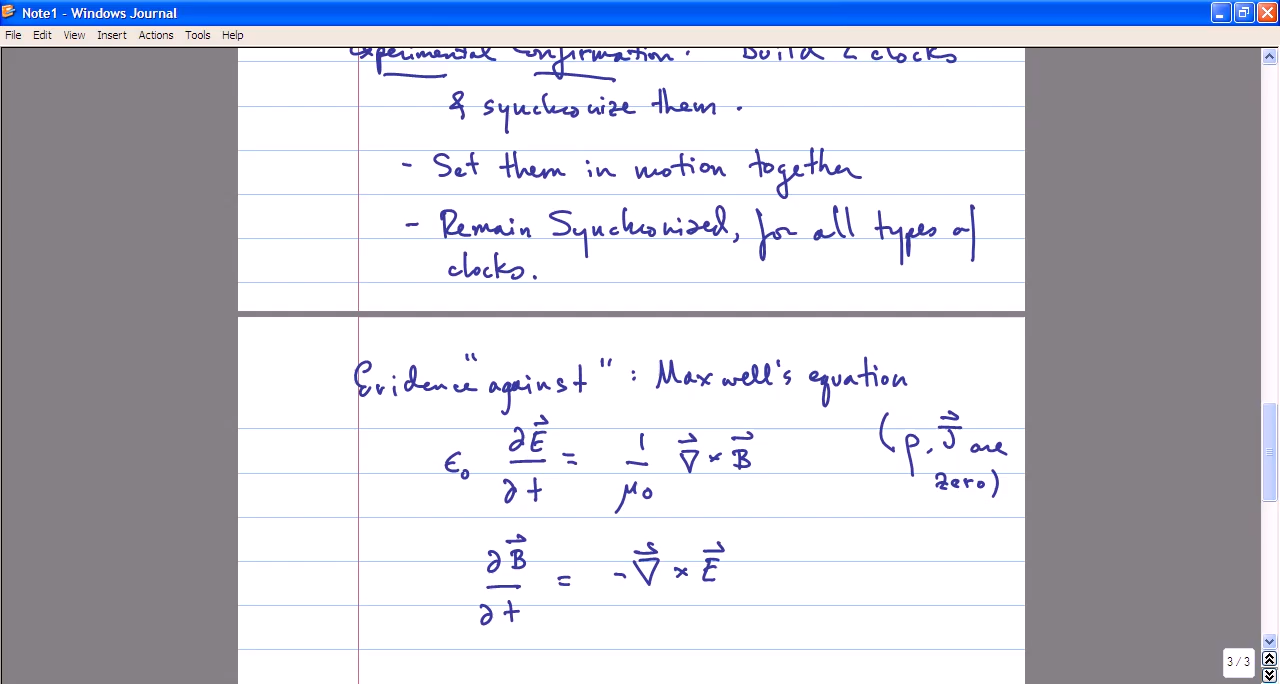 Note1 - Windows Journal
File Edit View Insert Actions Tools Help
Experimental Confirmation: Build 2 clocks
& synchronize them.
- Set them in motion together
- Remain Synchronized, for all types of
clocks.
Evidence "against" : Maxwell's equation
ϵ₀ ∂E⃗/∂t = 1/μ₀ ∇⃗ × B⃗ (ρ, J⃗ are
zero)
∂B⃗/∂t = -∇⃗ × E⃗
3 / 3